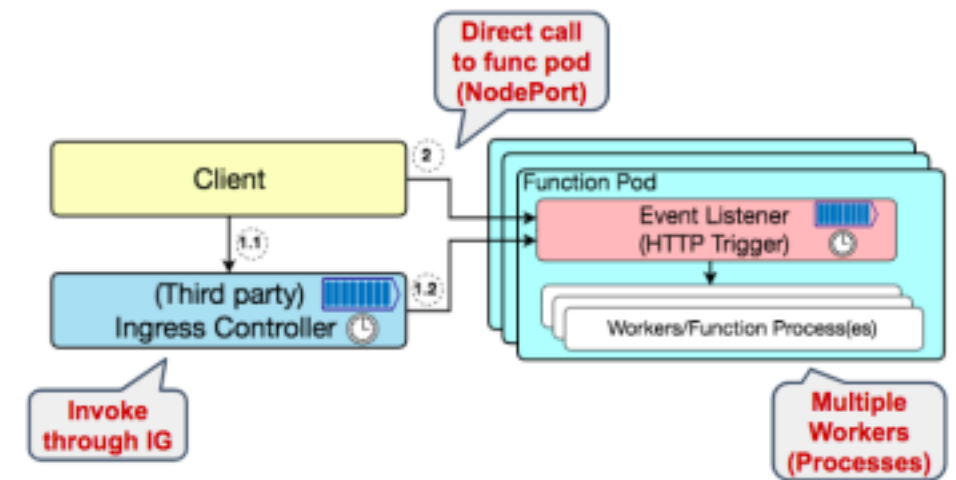 Direct call
to func pod
(NodePort)
Client
2
1.1
(Third party)
Ingress Controller
1.2
Function Pod
Event Listener
(HTTP Trigger)
Workers/Function Process(es)
Invoke
through IG
Multiple
Workers
(Processes)